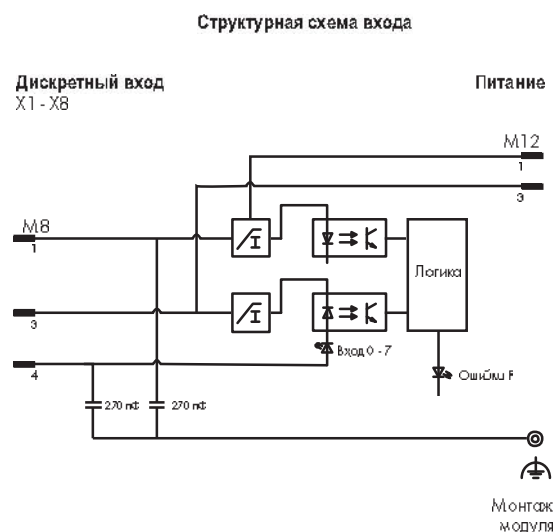 Структурная схема входа
Дискретный вход
X1 - X8
Питание
M12
1
3
M8
1
I
Логика
3
I
Вход 0 - 7
4
Ошибки F
270 пФ
270 пФ
Монтаж
модуля